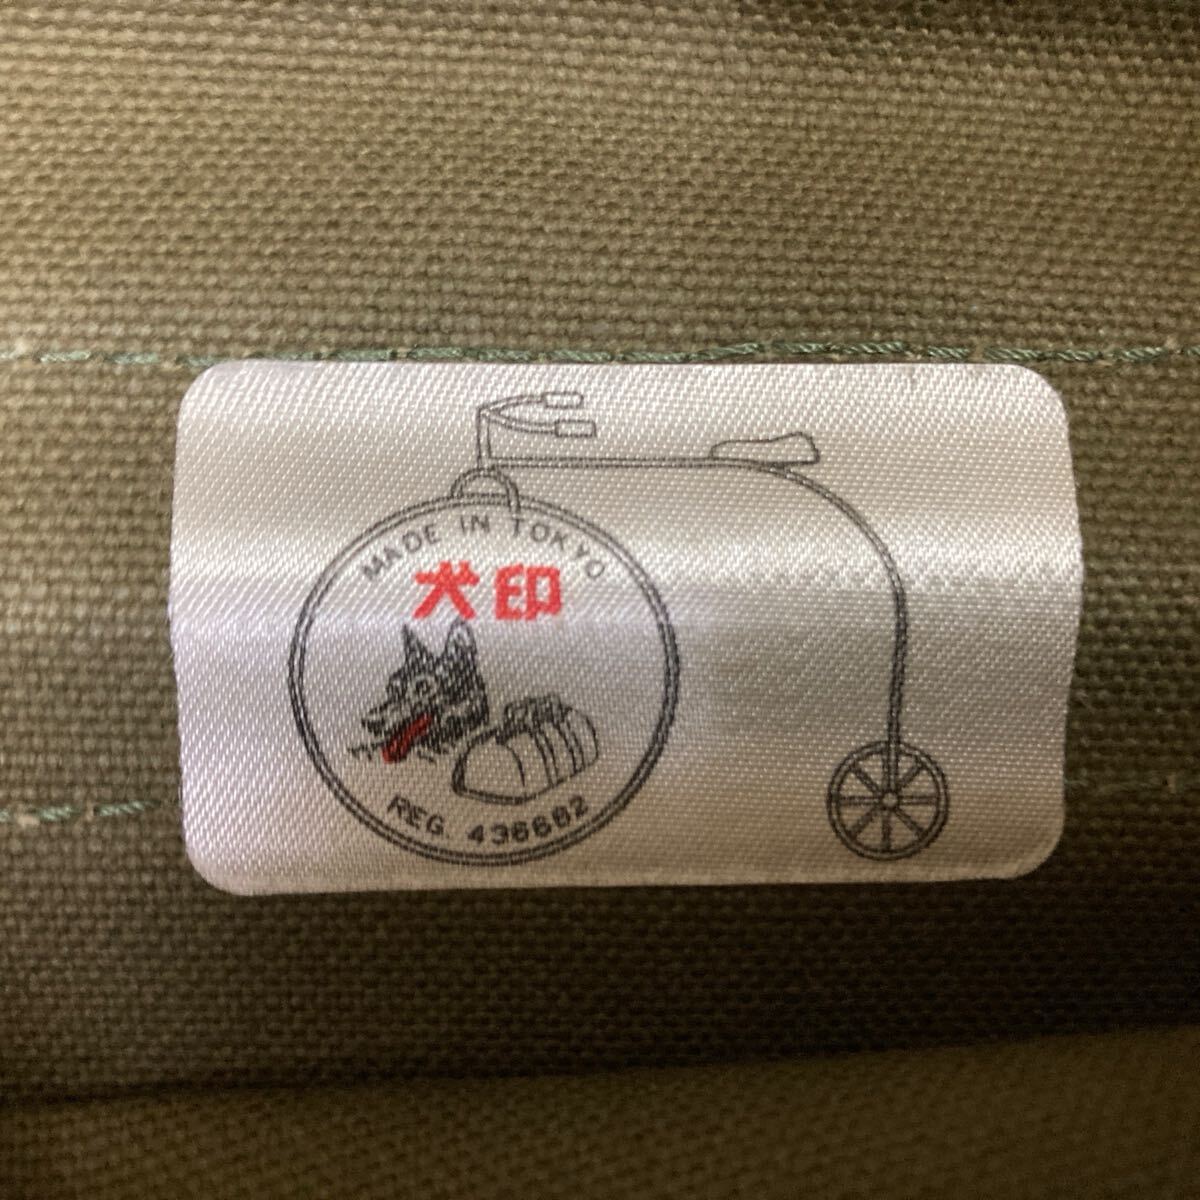 MADE IN TOKYO
犬印
REG. 436682